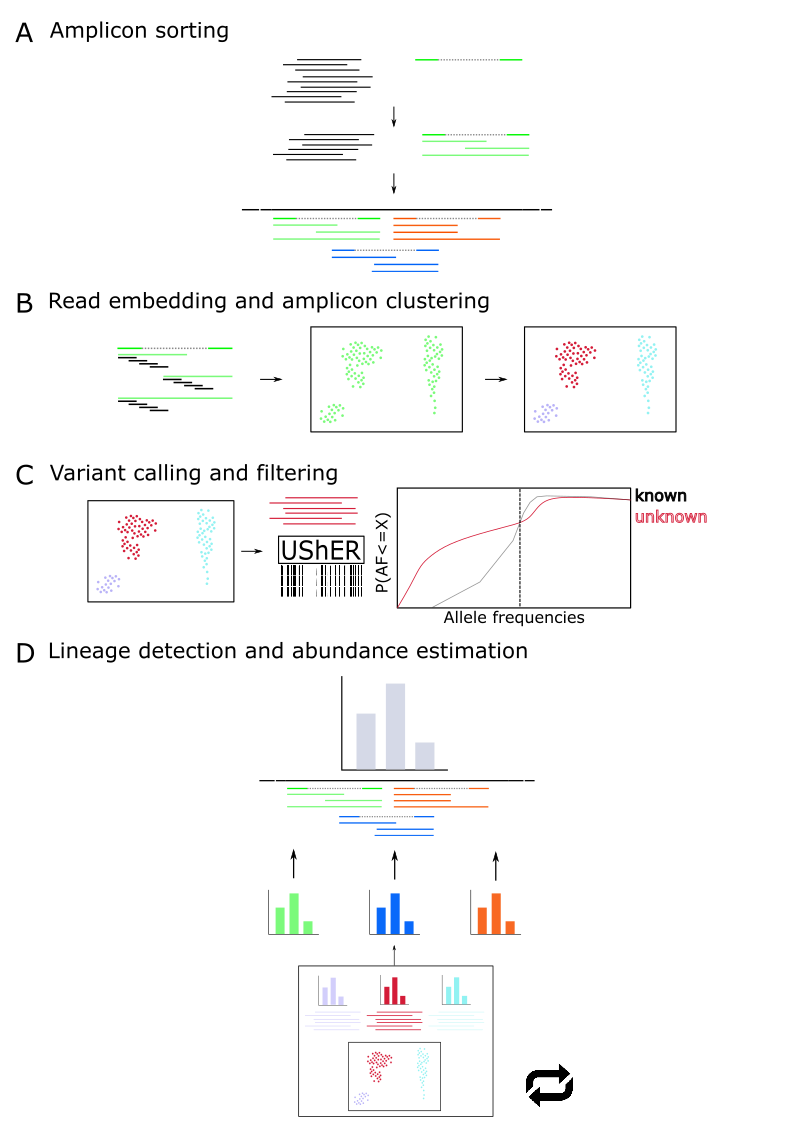 A Amplicon sorting
B Read embedding and amplicon clustering
C Variant calling and filtering
UShER
P(AF<=X)
known
unknown
Allele frequencies
D Lineage detection and abundance estimation